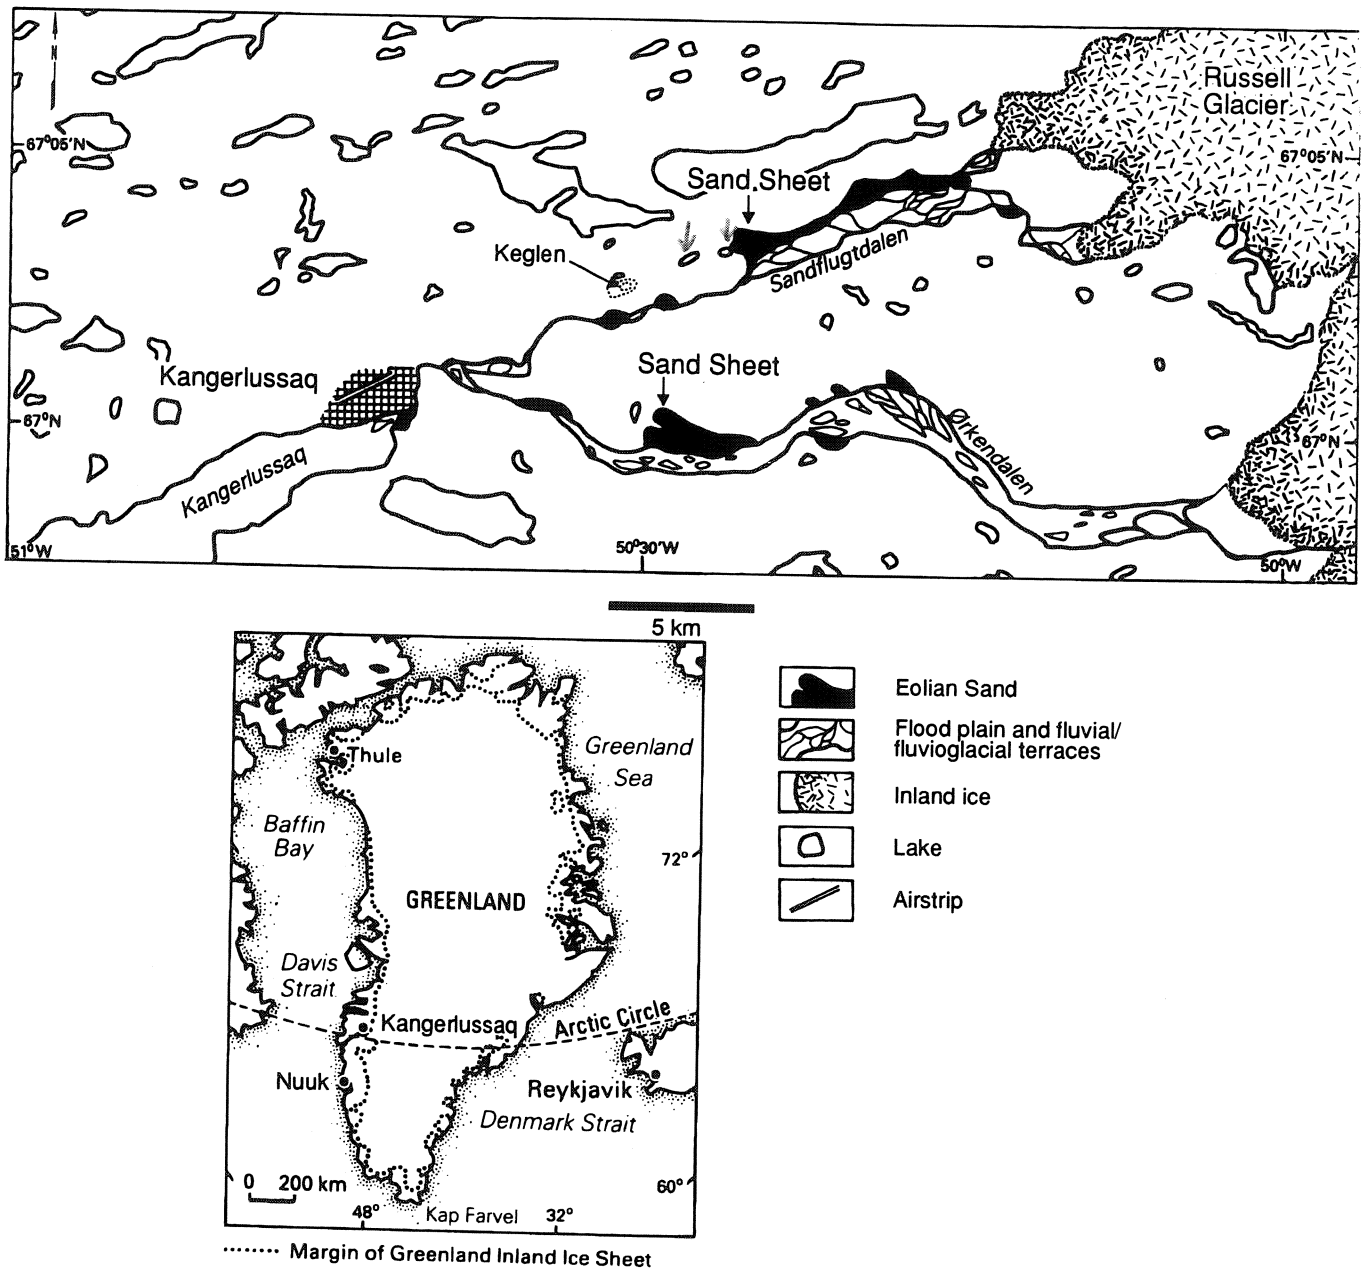 N
Russell
Glacier
67°05'N
67°05'N
Sand Sheet
Keglen
Sandflugtdalen
Kangerlussaq
Sand Sheet
67°N
Ørkendalen
67°N
Kangerlussaq
51°W
50°30'W
50°W
5 km
Thule
Greenland
Sea
Baffin
Bay
72°
GREENLAND
Davis
Strait
Kangerlussaq
Arctic Circle
Nuuk
Reykjavik
Denmark Strait
0 200 km
60°
48°
Kap Farvel
32°
Margin of Greenland Inland Ice Sheet
Eolian Sand
Flood plain and fluvial/
fluvioglacial terraces
Inland ice
Lake
Airstrip